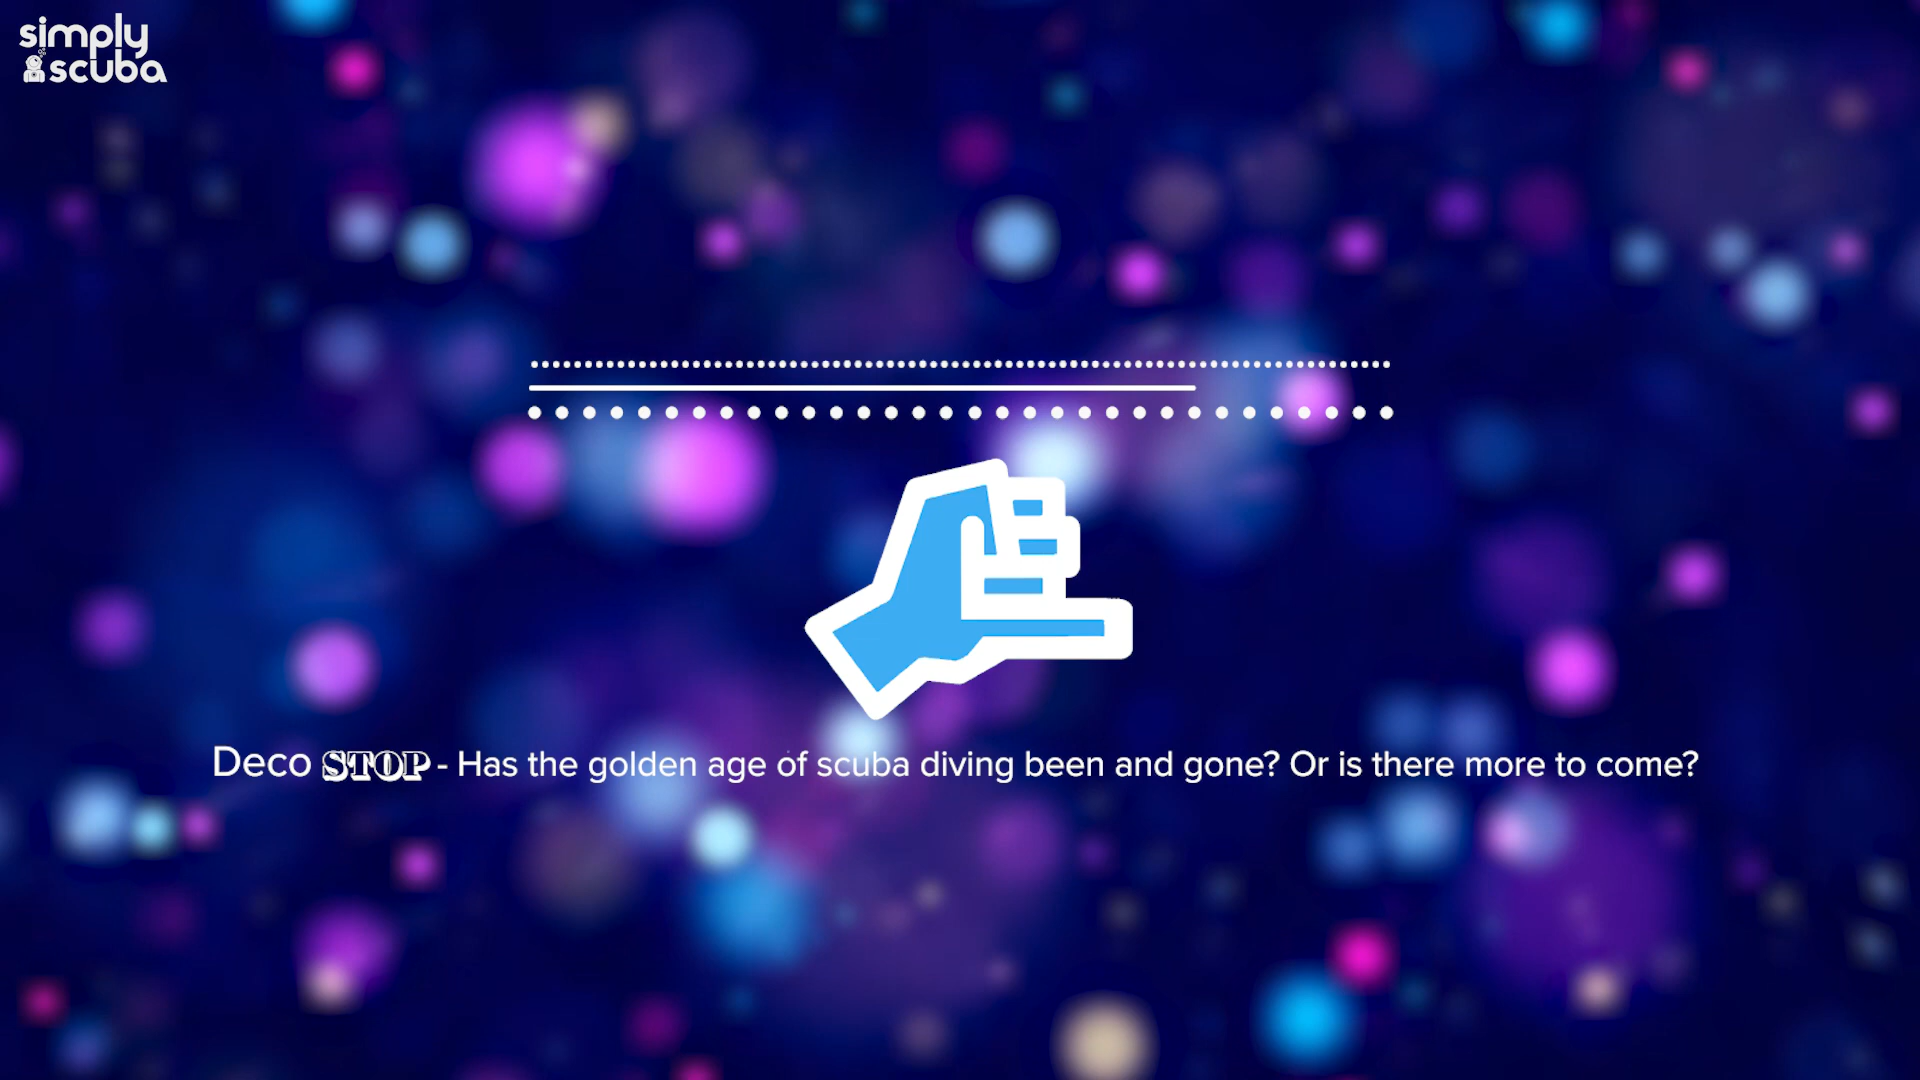 simply
scuba
Deco STOP - Has the golden age of scuba diving been and gone? Or is there more to come?